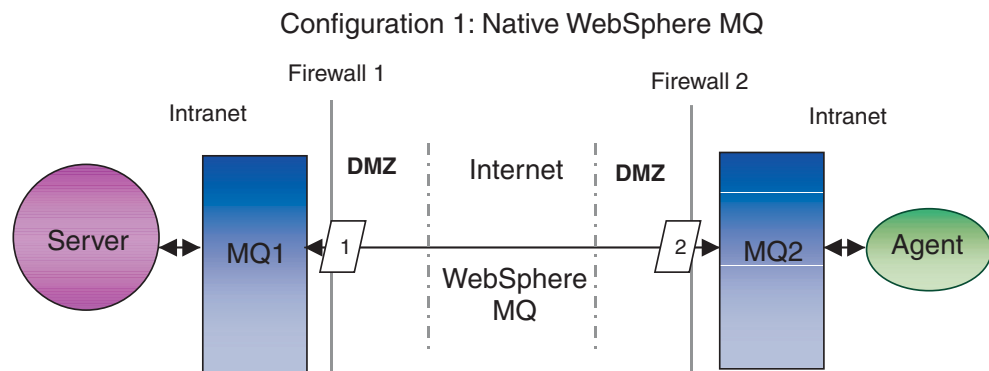 Configuration 1: Native WebSphere MQ
Firewall 1
Firewall 2
Intranet
Intranet
DMZ
Internet
DMZ
Server
MQ1
1
2
MQ2
Agent
WebSphere
MQ